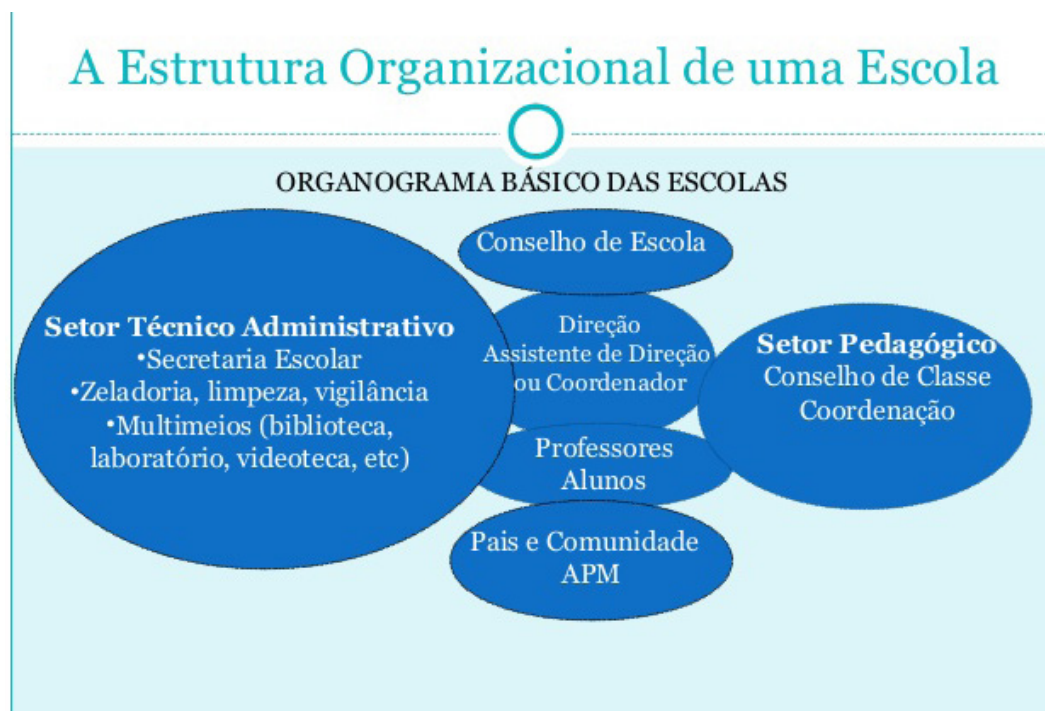 A Estrutura Organizacional de uma Escola
ORGANOGRAMA BÁSICO DAS ESCOLAS
Setor Técnico Administrativo
•Secretaria Escolar
•Zeladoria, limpeza, vigilância
•Multimeios (biblioteca,
laboratório, videoteca, etc)
Conselho de Escola
Direção
Assistente de Direção
ou Coordenador
Professores
Alunos
Pais e Comunidade
APM
Setor Pedagógico
Conselho de Classe
Coordenação